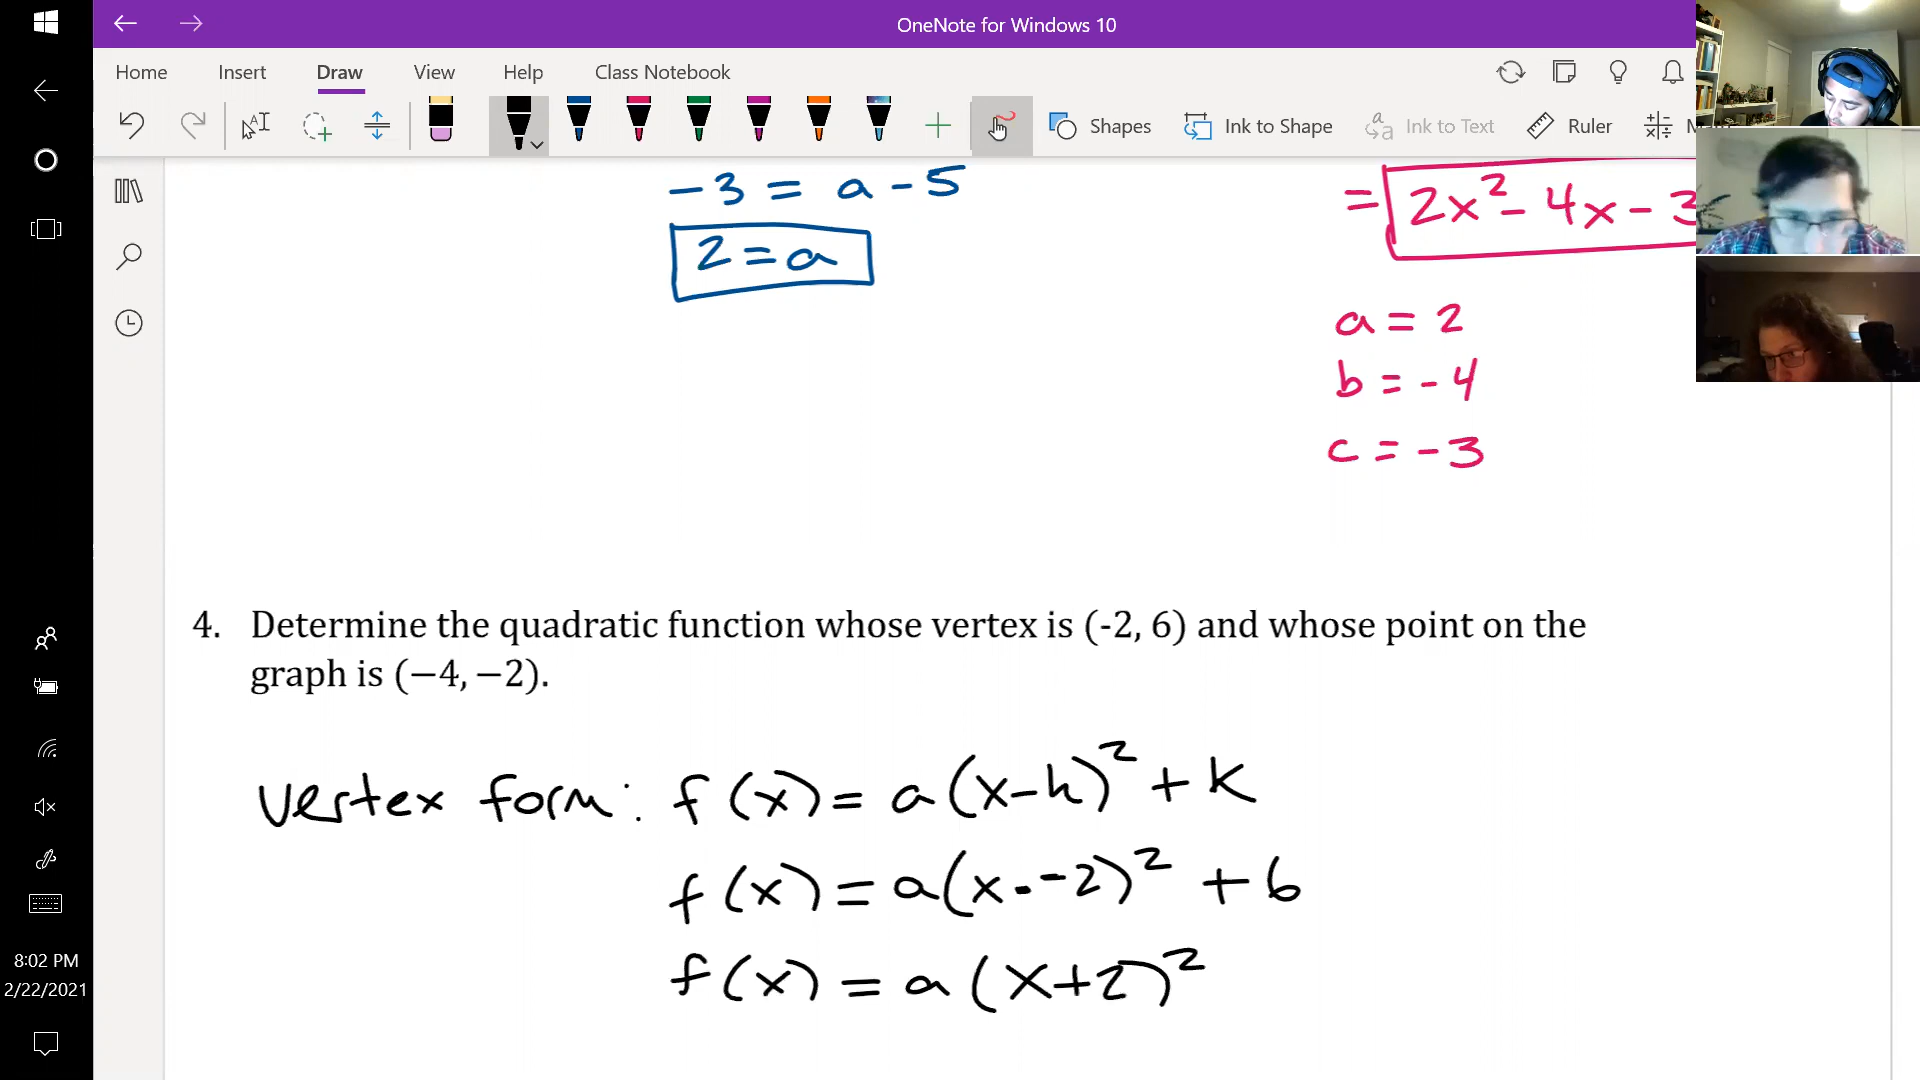 OneNote for Windows 10
Home Insert Draw View Help Class Notebook
Shapes Ink to Shape Ink to Text Ruler
-3 = a - 5
2 = a
= 2x² - 4x - 3
a = 2
b = -4
c = -3
4. Determine the quadratic function whose vertex is (-2, 6) and whose point on the
graph is (−4, −2).
vertex form: f(x) = a(x-h)² + k
f(x) = a(x - -2)² + 6
f(x) = a(x+2)²
8:02 PM
2/22/2021